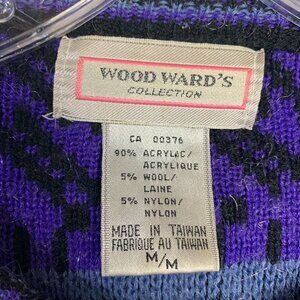 WOOD WARD'S
COLLECTION
CA 00376
90% ACRYLIC/
ACRYLIQUE
5% WOOL/
LAINE
5% NYLON/
NYLON
MADE IN TAIWAN
FABRIQUE AU TAIWAN
M/M